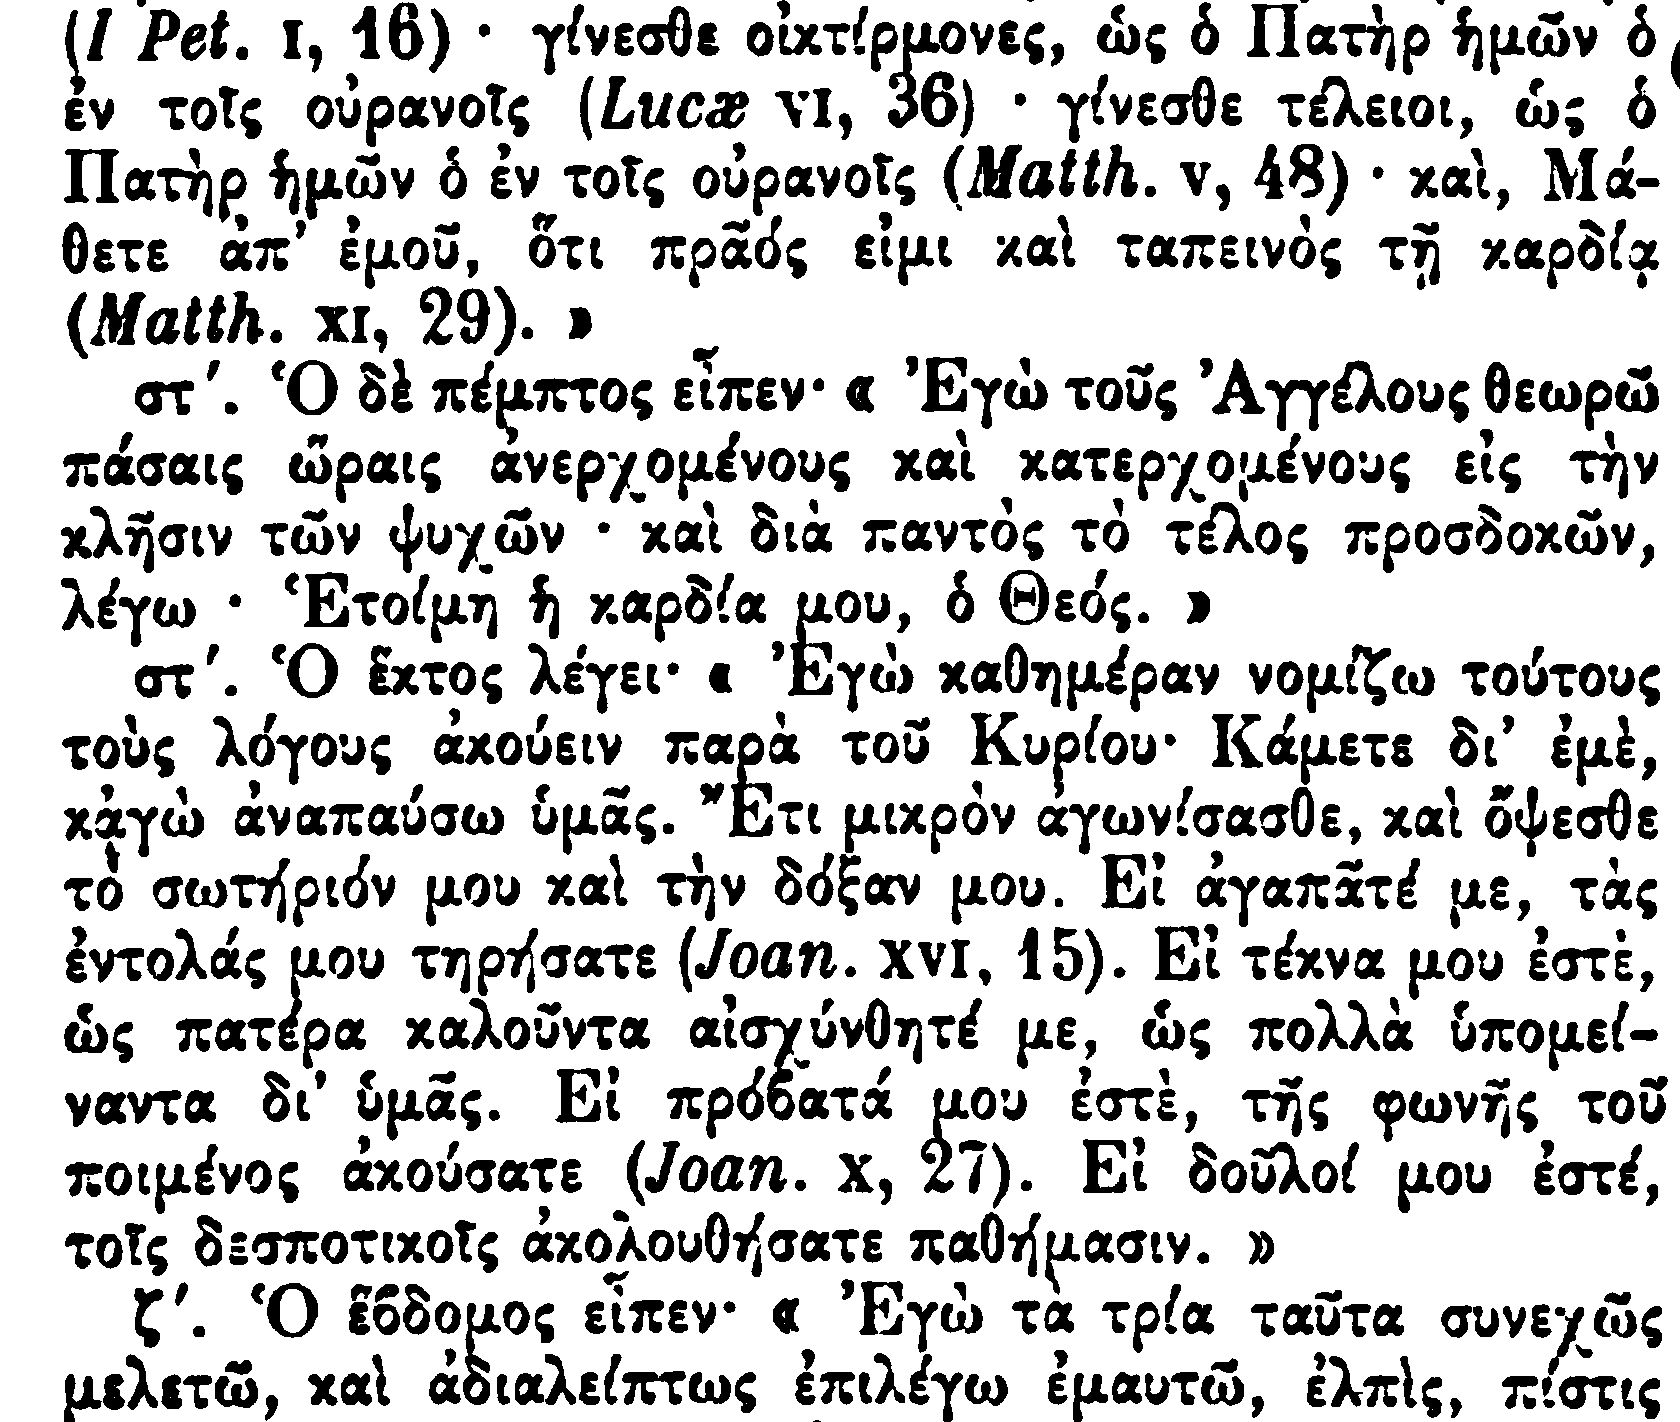 (I Pet. I, 16) · γίνεσθε οἰκτίρμονες, ὡς ὁ Πατὴρ ἡμῶν ὁ
ἐν τοῖς οὐρανοῖς (Lucæ VI, 36) · γίνεσθε τέλειοι, ὡς ὁ
Πατὴρ ἡμῶν ὁ ἐν τοῖς οὐρανοῖς (Matth. V, 48) · καὶ, Μά-
θετε ἀπ' ἐμοῦ, ὅτι πρᾶός εἰμι καὶ ταπεινὸς τῇ καρδίᾳ
(Matth. XI, 29). »
στ'. Ὁ δὲ πέμπτος εἶπεν· « Ἐγὼ τοῦς Ἀγγέλους θεωρῶ
πάσαις ὥραις ἀνερχομένους καὶ κατερχομένους εἰς τὴν
κλῆσιν τῶν ψυχῶν · καὶ διὰ παντὸς τὸ τέλος προσδοκῶν,
λέγω · Ἑτοίμη ἡ καρδία μου, ὁ Θεός. »
στ'. Ὁ ἕκτος λέγει· « Ἐγὼ καθημέραν νομίζω τούτους
τοὺς λόγους ἀκούειν παρὰ τοῦ Κυρίου· Κάμετε δι' ἐμὲ,
κἀγὼ ἀναπαύσω ὑμᾶς. Ἔτι μικρὸν ἀγωνίσασθε, καὶ ὄψεσθε
τὸ σωτήριόν μου καὶ τὴν δόξαν μου. Εἰ ἀγαπᾶτέ με, τὰς
ἐντολάς μου τηρήσατε (Joan. XVI, 15). Εἰ τέκνα μου ἐστὲ,
ὡς πατέρα καλοῦντα αἰσχύνθητέ με, ὡς πολλὰ ὑπομεί-
ναντα δι' ὑμᾶς. Εἰ πρόϐατά μου ἐστὲ, τῆς φωνῆς τοῦ
ποιμένος ἀκούσατε (Joan. X, 27). Εἰ δοῦλοί μου ἐστέ,
τοῖς δεσποτικοῖς ἀκολουθήσατε παθήμασιν. »
ζ'. Ὁ ἕϐδομος εἶπεν· « Ἐγὼ τὰ τρία ταῦτα συνεχῶς
μελετῶ, καὶ ἀδιαλείπτως ἐπιλέγω ἐμαυτῶ, ἐλπὶς, πίστις